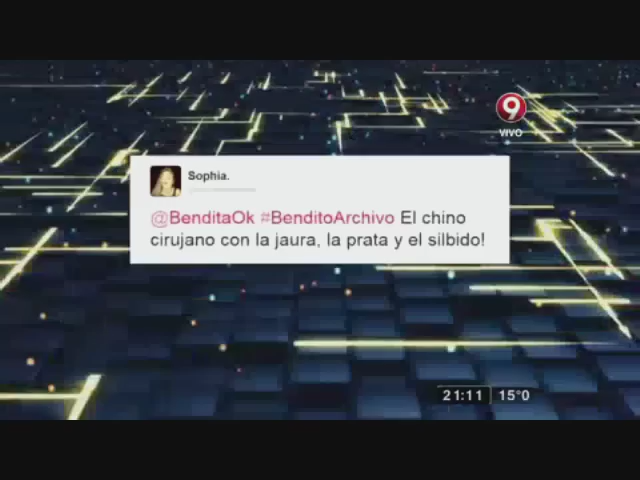 9
VIVO
Sophia.
@BenditaOk #BenditoArchivo El chino
cirujano con la jaura, la prata y el silbido!
21:11 15°0